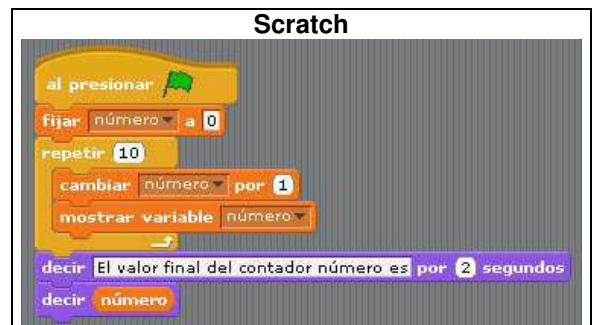 Scratch
al presionar
fijar número a 0
repetir 10
cambiar número por 1
mostrar variable número
decir El valor final del contador número es por 2 segundos
decir número